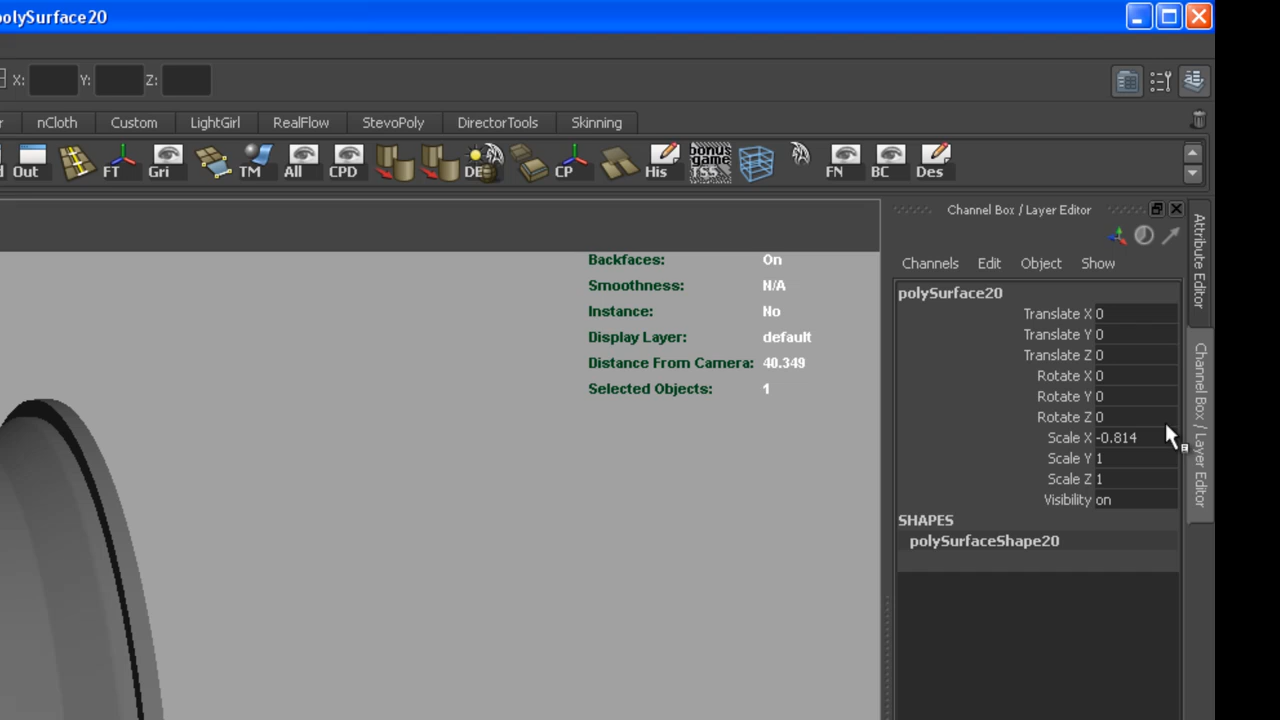 polySurface20
X: Y: Z:
nCloth Custom LightGirl RealFlow StevoPoly DirectorTools Skinning
Out FT Gri TM All CPD DE CP His bonus game TSS FN BC Des
Channel Box / Layer Editor
Channels Edit Object Show
Backfaces: On
Smoothness: N/A
Instance: No
Display Layer: default
Distance From Camera: 40.349
Selected Objects: 1
polySurface20
Translate X 0
Translate Y 0
Translate Z 0
Rotate X 0
Rotate Y 0
Rotate Z 0
Scale X -0.814
Scale Y 1
Scale Z 1
Visibility on
SHAPES
polySurfaceShape20
Attribute Editor
Channel Box / Layer Editor